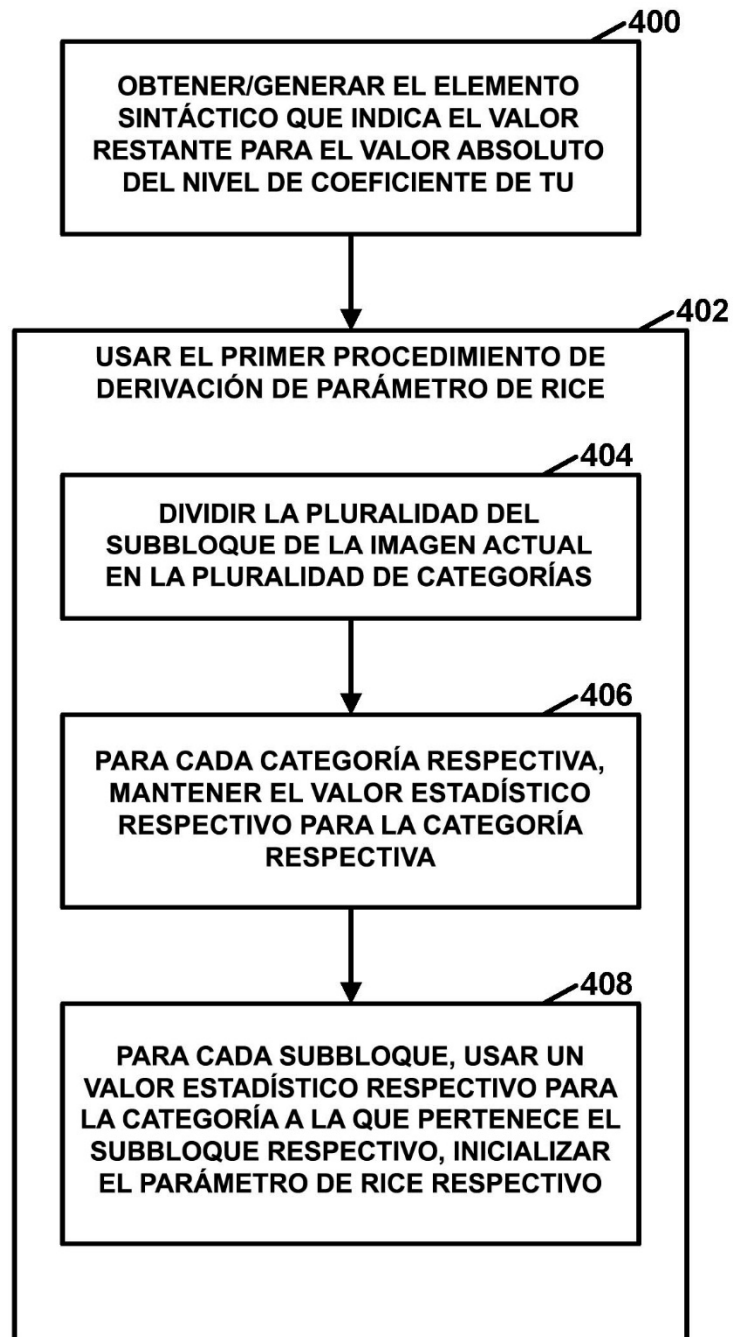 400
OBTENER/GENERAR EL ELEMENTO
SINTÁCTICO QUE INDICA EL VALOR
RESTANTE PARA EL VALOR ABSOLUTO
DEL NIVEL DE COEFICIENTE DE TU
402
USAR EL PRIMER PROCEDIMIENTO DE
DERIVACIÓN DE PARÁMETRO DE RICE
404
DIVIDIR LA PLURALIDAD DEL
SUBBLOQUE DE LA IMAGEN ACTUAL
EN LA PLURALIDAD DE CATEGORÍAS
406
PARA CADA CATEGORÍA RESPECTIVA,
MANTENER EL VALOR ESTADÍSTICO
RESPECTIVO PARA LA CATEGORÍA
RESPECTIVA
408
PARA CADA SUBBLOQUE, USAR UN
VALOR ESTADÍSTICO RESPECTIVO PARA
LA CATEGORÍA A LA QUE PERTENECE EL
SUBBLOQUE RESPECTIVO, INICIALIZAR
EL PARÁMETRO DE RICE RESPECTIVO